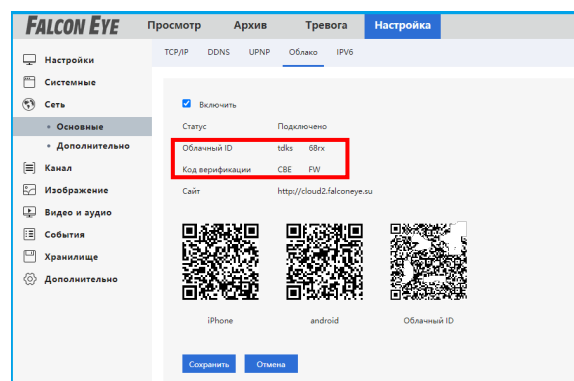 FALCON EYE
Просмотр Архив Тревога Настройка
TCP/IP DDNS UPNP Облако IPV6
Настройки
Системные
Сеть
Основные
Дополнительно
Канал
Изображение
Видео и аудио
События
Хранилище
Дополнительно
Включить
Статус Подключено
Облачный ID tdks 68rx
Код верификации CBE FW
Сайт http://cloud2.falconeye.su
iPhone android Облачный ID
Сохранить Отмена